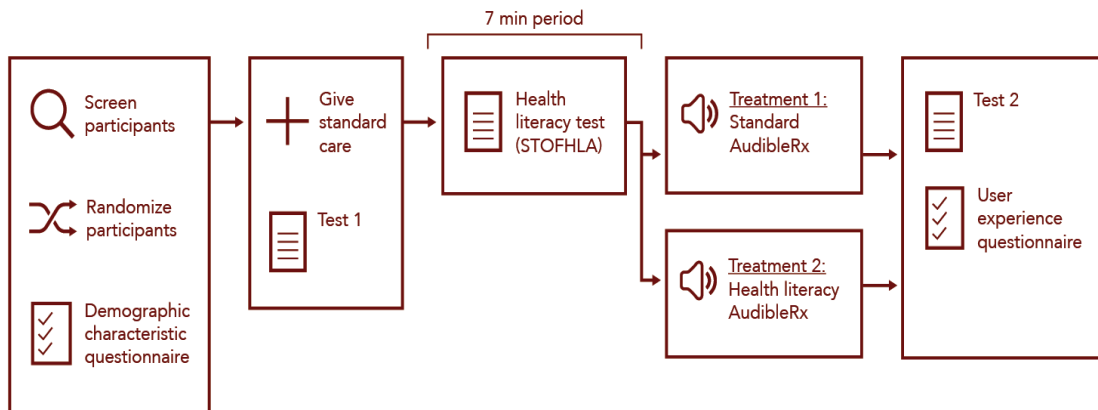 7 min period
Screen
participants
Randomize
participants
Demographic
characteristic
questionnaire
Give
standard
care
Test 1
Health
literacy test
(STOFHLA)
Treatment 1:
Standard
AudibleRx
Treatment 2:
Health literacy
AudibleRx
Test 2
User
experience
questionnaire